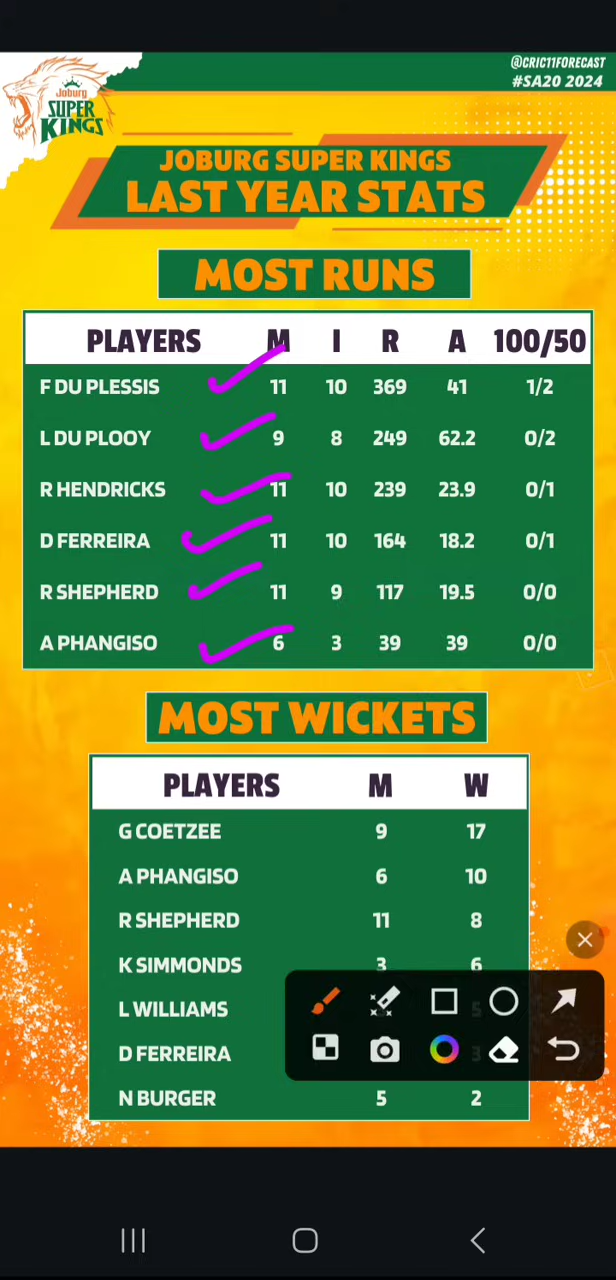 @CRIC11FORECAST
#SA20 2024
Joburg
SUPER
KINGS
JOBURG SUPER KINGS
LAST YEAR STATS
MOST RUNS
PLAYERS M I R A 100/50
F DU PLESSIS 11 10 369 41 1/2
L DU PLOOY 9 8 249 62.2 0/2
R HENDRICKS 11 10 239 23.9 0/1
D FERREIRA 11 10 164 18.2 0/1
R SHEPHERD 11 9 117 19.5 0/0
A PHANGISO 6 3 39 39 0/0
MOST WICKETS
PLAYERS M W
G COETZEE 9 17
A PHANGISO 6 10
R SHEPHERD 11 8
K SIMMONDS 3 6
L WILLIAMS
D FERREIRA
N BURGER 5 2